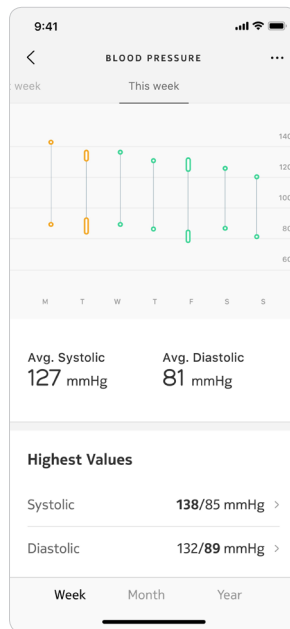 9:41
BLOOD PRESSURE
week This week
140
120
100
80
60
M T W T F S S
Avg. Systolic Avg. Diastolic
127 mmHg 81 mmHg
Highest Values
Systolic 138/85 mmHg
Diastolic 132/89 mmHg
Week Month Year